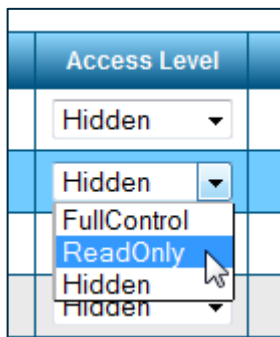 Access Level
Hidden
Hidden
FullControl
ReadOnly
Hidden
Hidden